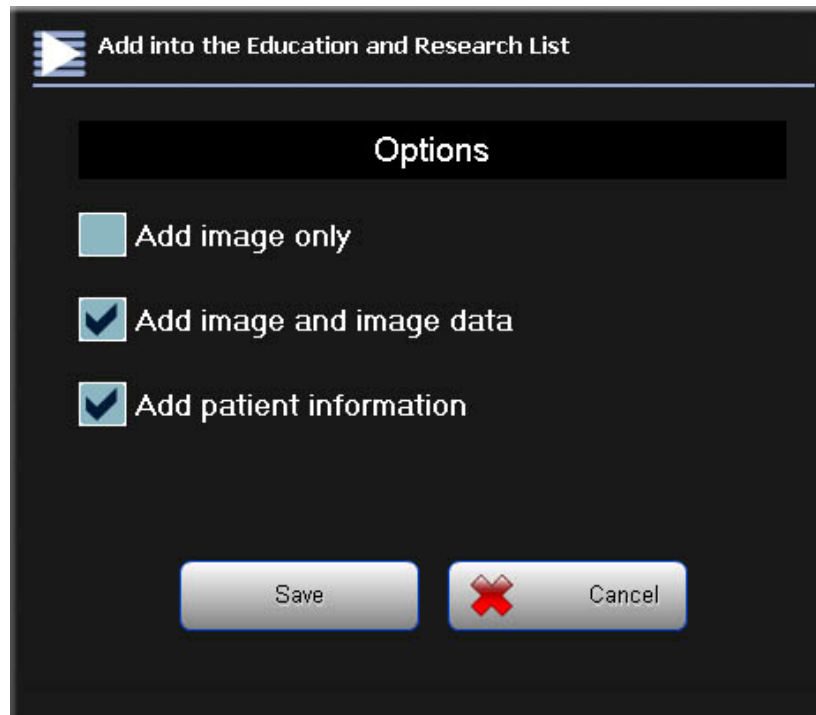 Add into the Education and Research List
Options
Add image only
Add image and image data
Add patient information
Save
Cancel